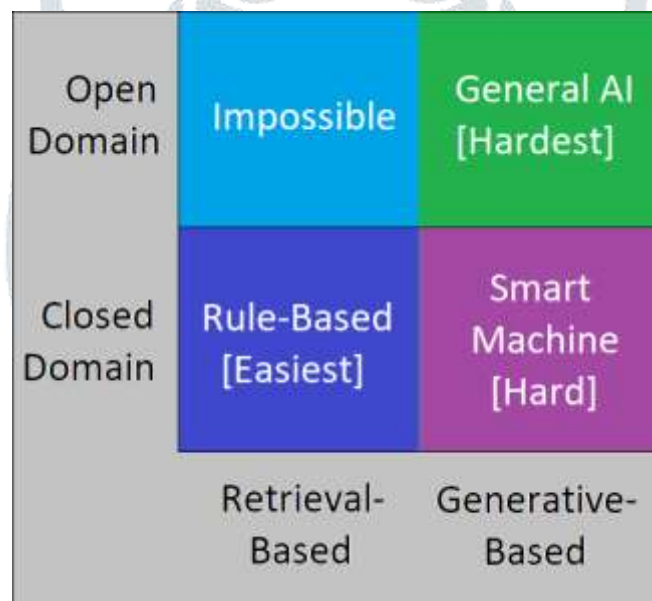 Open
Domain
Impossible
General AI
[Hardest]
Closed
Domain
Rule-Based
[Easiest]
Smart
Machine
[Hard]
Retrieval-
Based
Generative-
Based